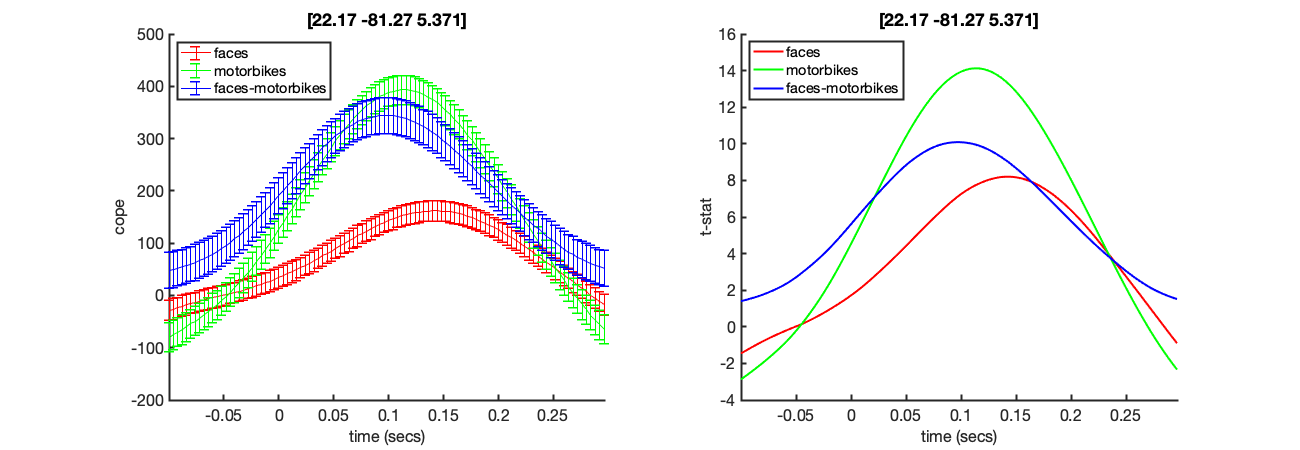 [22.17 -81.27 5.371]
500
400
300
200
100
0
-100
-200
cope
faces
motorbikes
faces-motorbikes
-0.05 0 0.05 0.1 0.15 0.2 0.25
time (secs)
[22.17 -81.27 5.371]
16
14
12
10
8
6
4
2
0
-2
-4
t-stat
faces
motorbikes
faces-motorbikes
-0.05 0 0.05 0.1 0.15 0.2 0.25
time (secs)